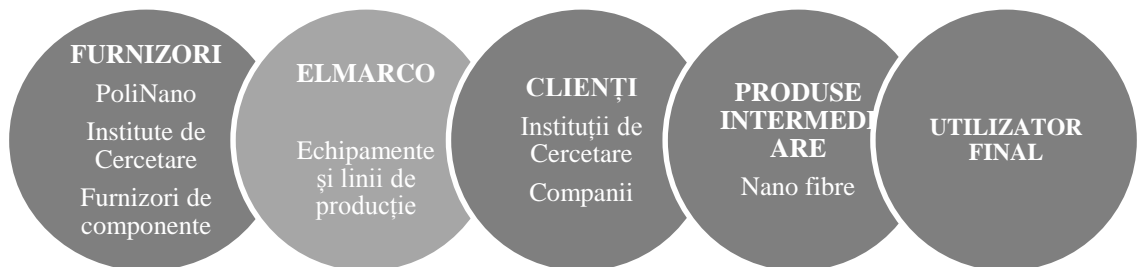 FURNIZORI
PoliNano
Institute de
Cercetare
Furnizori de
componente
ELMARCO
Echipamente
și linii de
producție
CLIENȚI
Instituții de
Cercetare
Companii
PRODUSE
INTERMEDI
ARE
Nano fibre
UTILIZATOR
FINAL